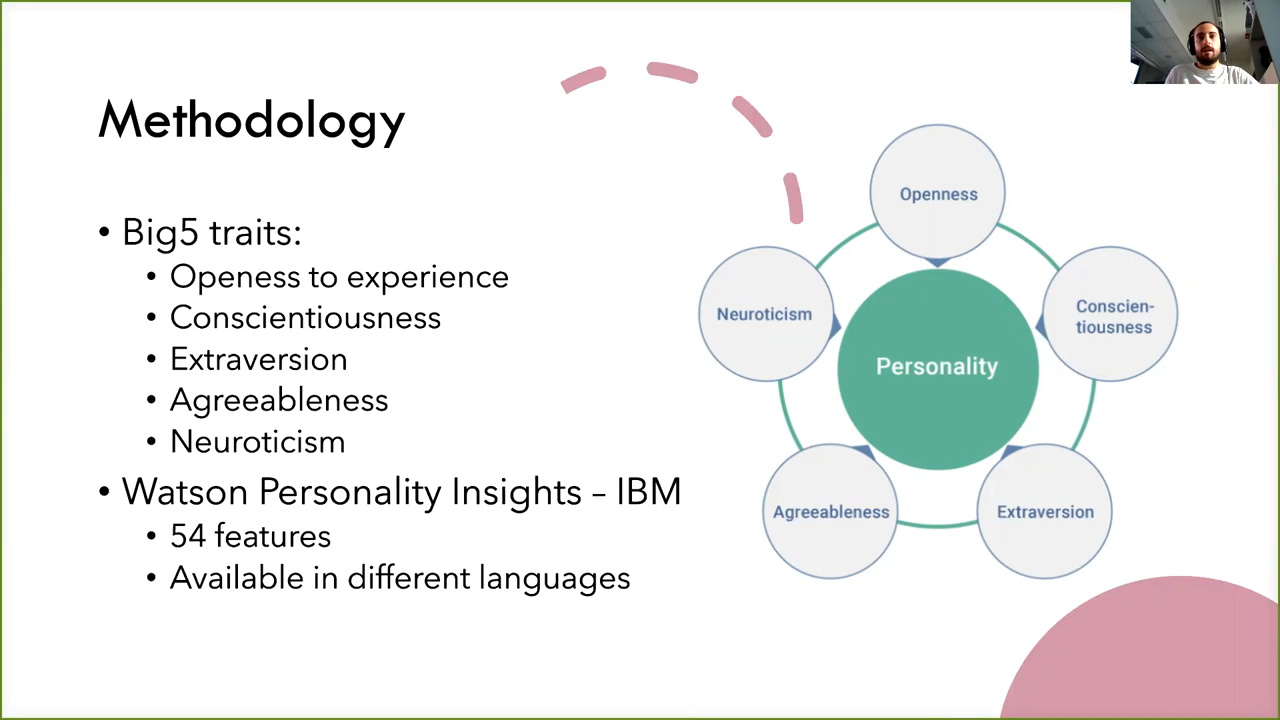 Methodology
• Big5 traits:
• Openess to experience
• Conscientiousness
• Extraversion
• Agreeableness
• Neuroticism
• Watson Personality Insights – IBM
• 54 features
• Available in different languages
Openness
Neuroticism
Conscien-
tiousness
Personality
Agreeableness
Extraversion